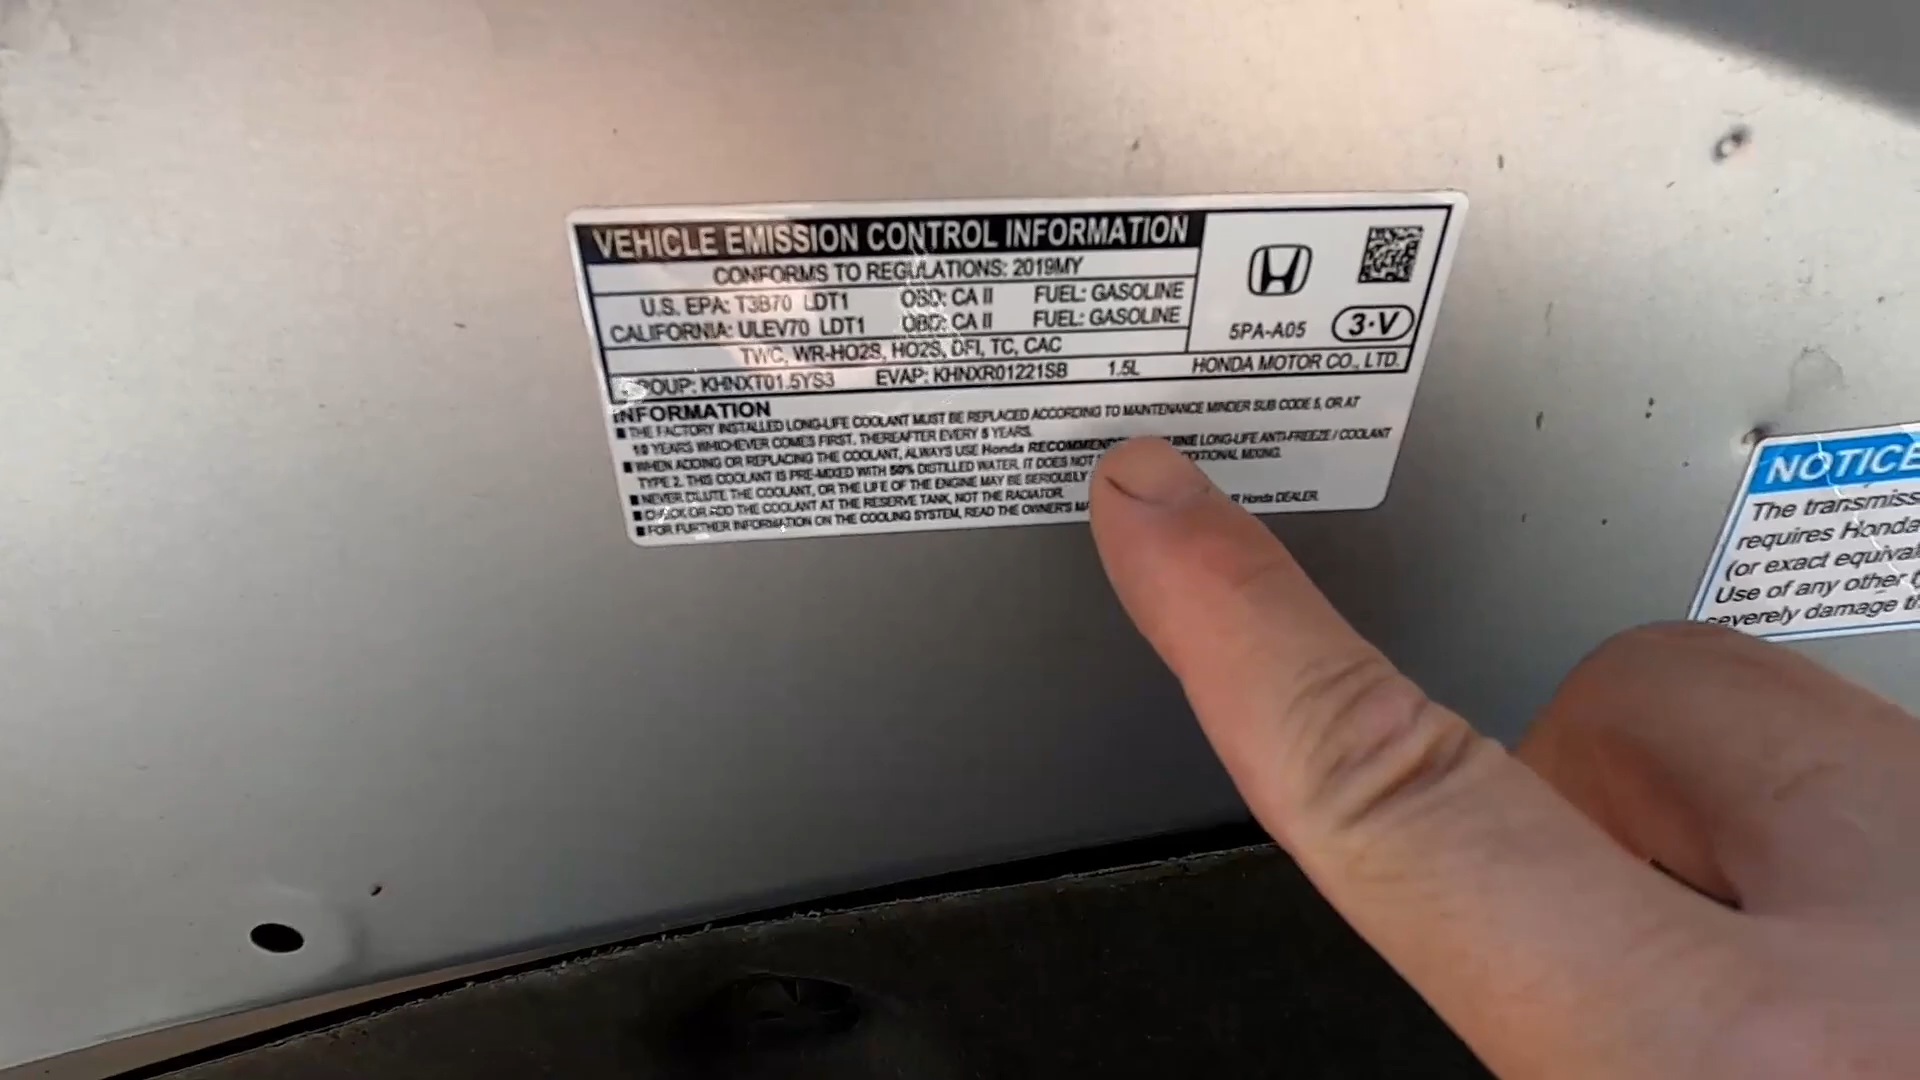 VEHICLE EMISSION CONTROL INFORMATION
CONFORMS TO REGULATIONS: 2019MY
U.S. EPA: T3B70 LDT1 OBD: CA II FUEL: GASOLINE
CALIFORNIA: ULEV70 LDT1 OBD: CA II FUEL: GASOLINE
TWC, WR-HO2S, HO2S, DFI, TC, CAC
GROUP: KHNXT01.5YS3 EVAP: KHNXR01221SB 1.5L HONDA MOTOR CO., LTD.
5PA-A05 3·V
INFORMATION
■ THE FACTORY INSTALLED LONG-LIFE COOLANT MUST BE REPLACED ACCORDING TO MAINTENANCE MINDER SUB CODE 5, OR AT
10 YEARS WHICHEVER COMES FIRST, THEREAFTER EVERY 5 YEARS.
■ WHEN ADDING OR REPLACING THE COOLANT, ALWAYS USE Honda RECOMMENDED LONG-LIFE ANTI-FREEZE / COOLANT
TYPE 2. THIS COOLANT IS PRE-MIXED WITH 50% DISTILLED WATER. IT DOES NOT MIXING.
■ NEVER DILUTE THE COOLANT, OR THE LIFE OF THE ENGINE MAY BE SERIOUSLY
■ CHECK OR ADD THE COOLANT AT THE RESERVE TANK, NOT THE RADIATOR.
■ FOR FURTHER INFORMATION ON THE COOLING SYSTEM, READ THE OWNER'S Honda DEALER.
NOTICE
The transmiss
requires Honda
(or exact equival
Use of any other
severely damage